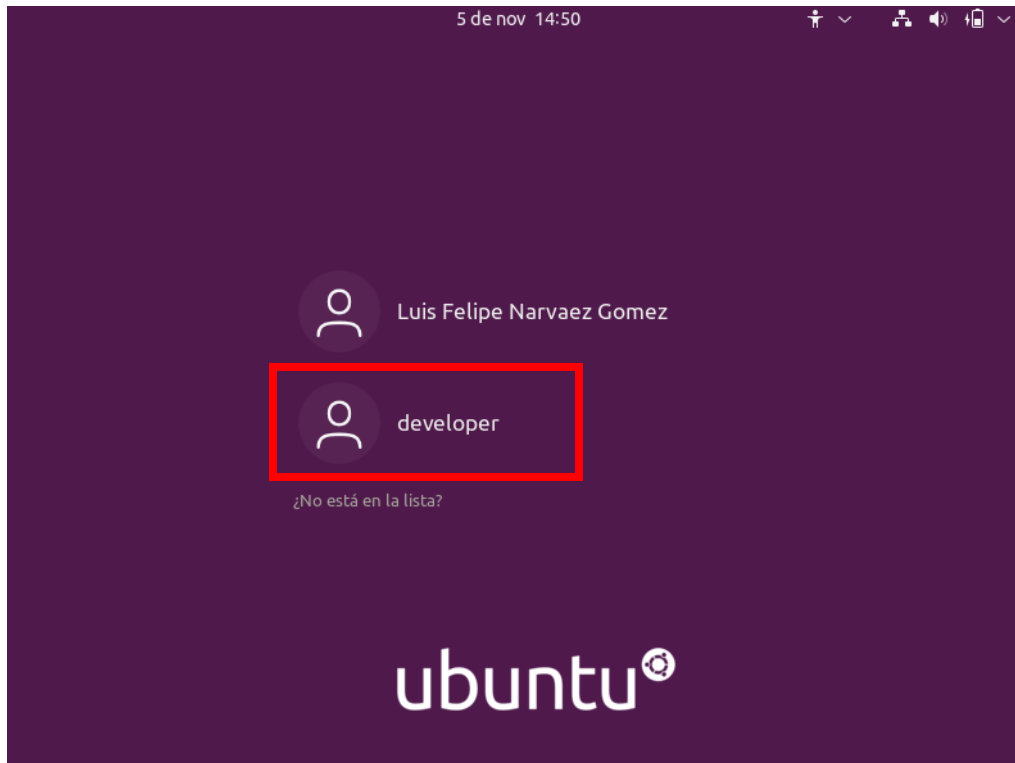 5 de nov 14:50
Luis Felipe Narvaez Gomez
developer
¿No está en la lista?
ubuntu